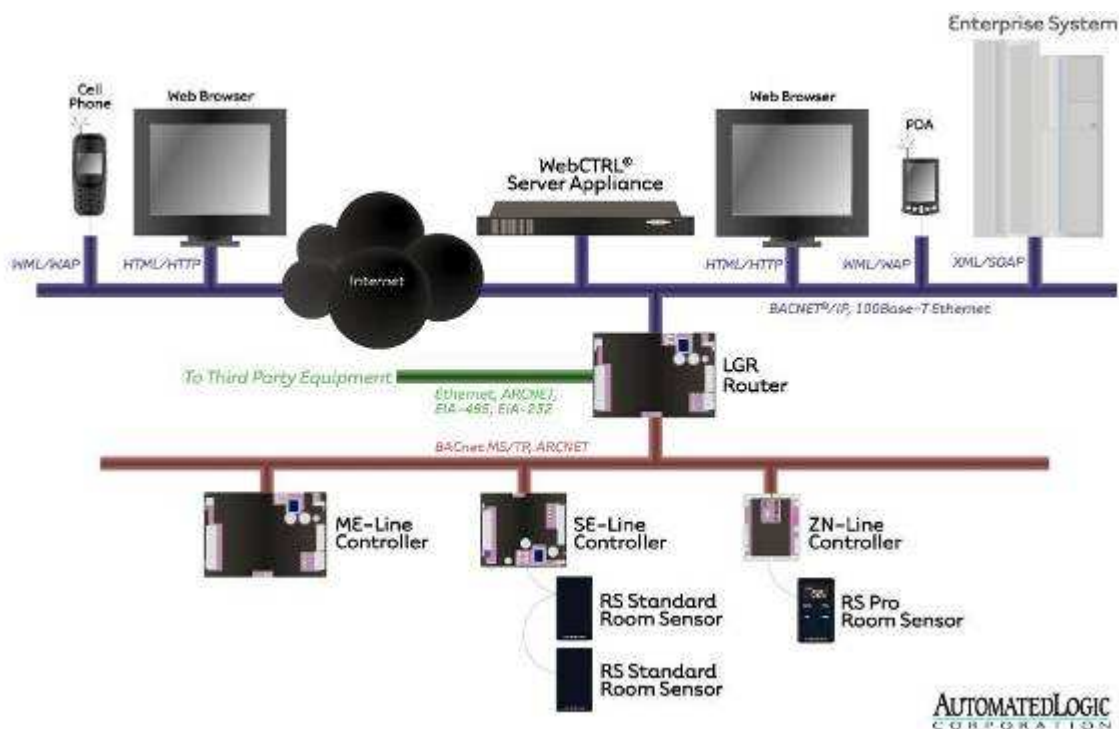 Enterprise System
Cell
Phone
Web Browser
Web Browser
PDA
WebCTRL®
Server Appliance
WML/WAP
HTML/HTTP
Internet
HTML/HTTP
WML/WAP
XML/SOAP
BACNET®/IP, 100Base-T Ethernet
LGR
Router
To Third Party Equipment
Ethernet, ARCNET,
EIA-485, EIA-232
BACnet MS/TP, ARCNET
ME-Line
Controller
SE-Line
Controller
ZN-Line
Controller
RS Standard
Room Sensor
RS Pro
Room Sensor
RS Standard
Room Sensor
AUTOMATEDLOGIC
CORPORATION